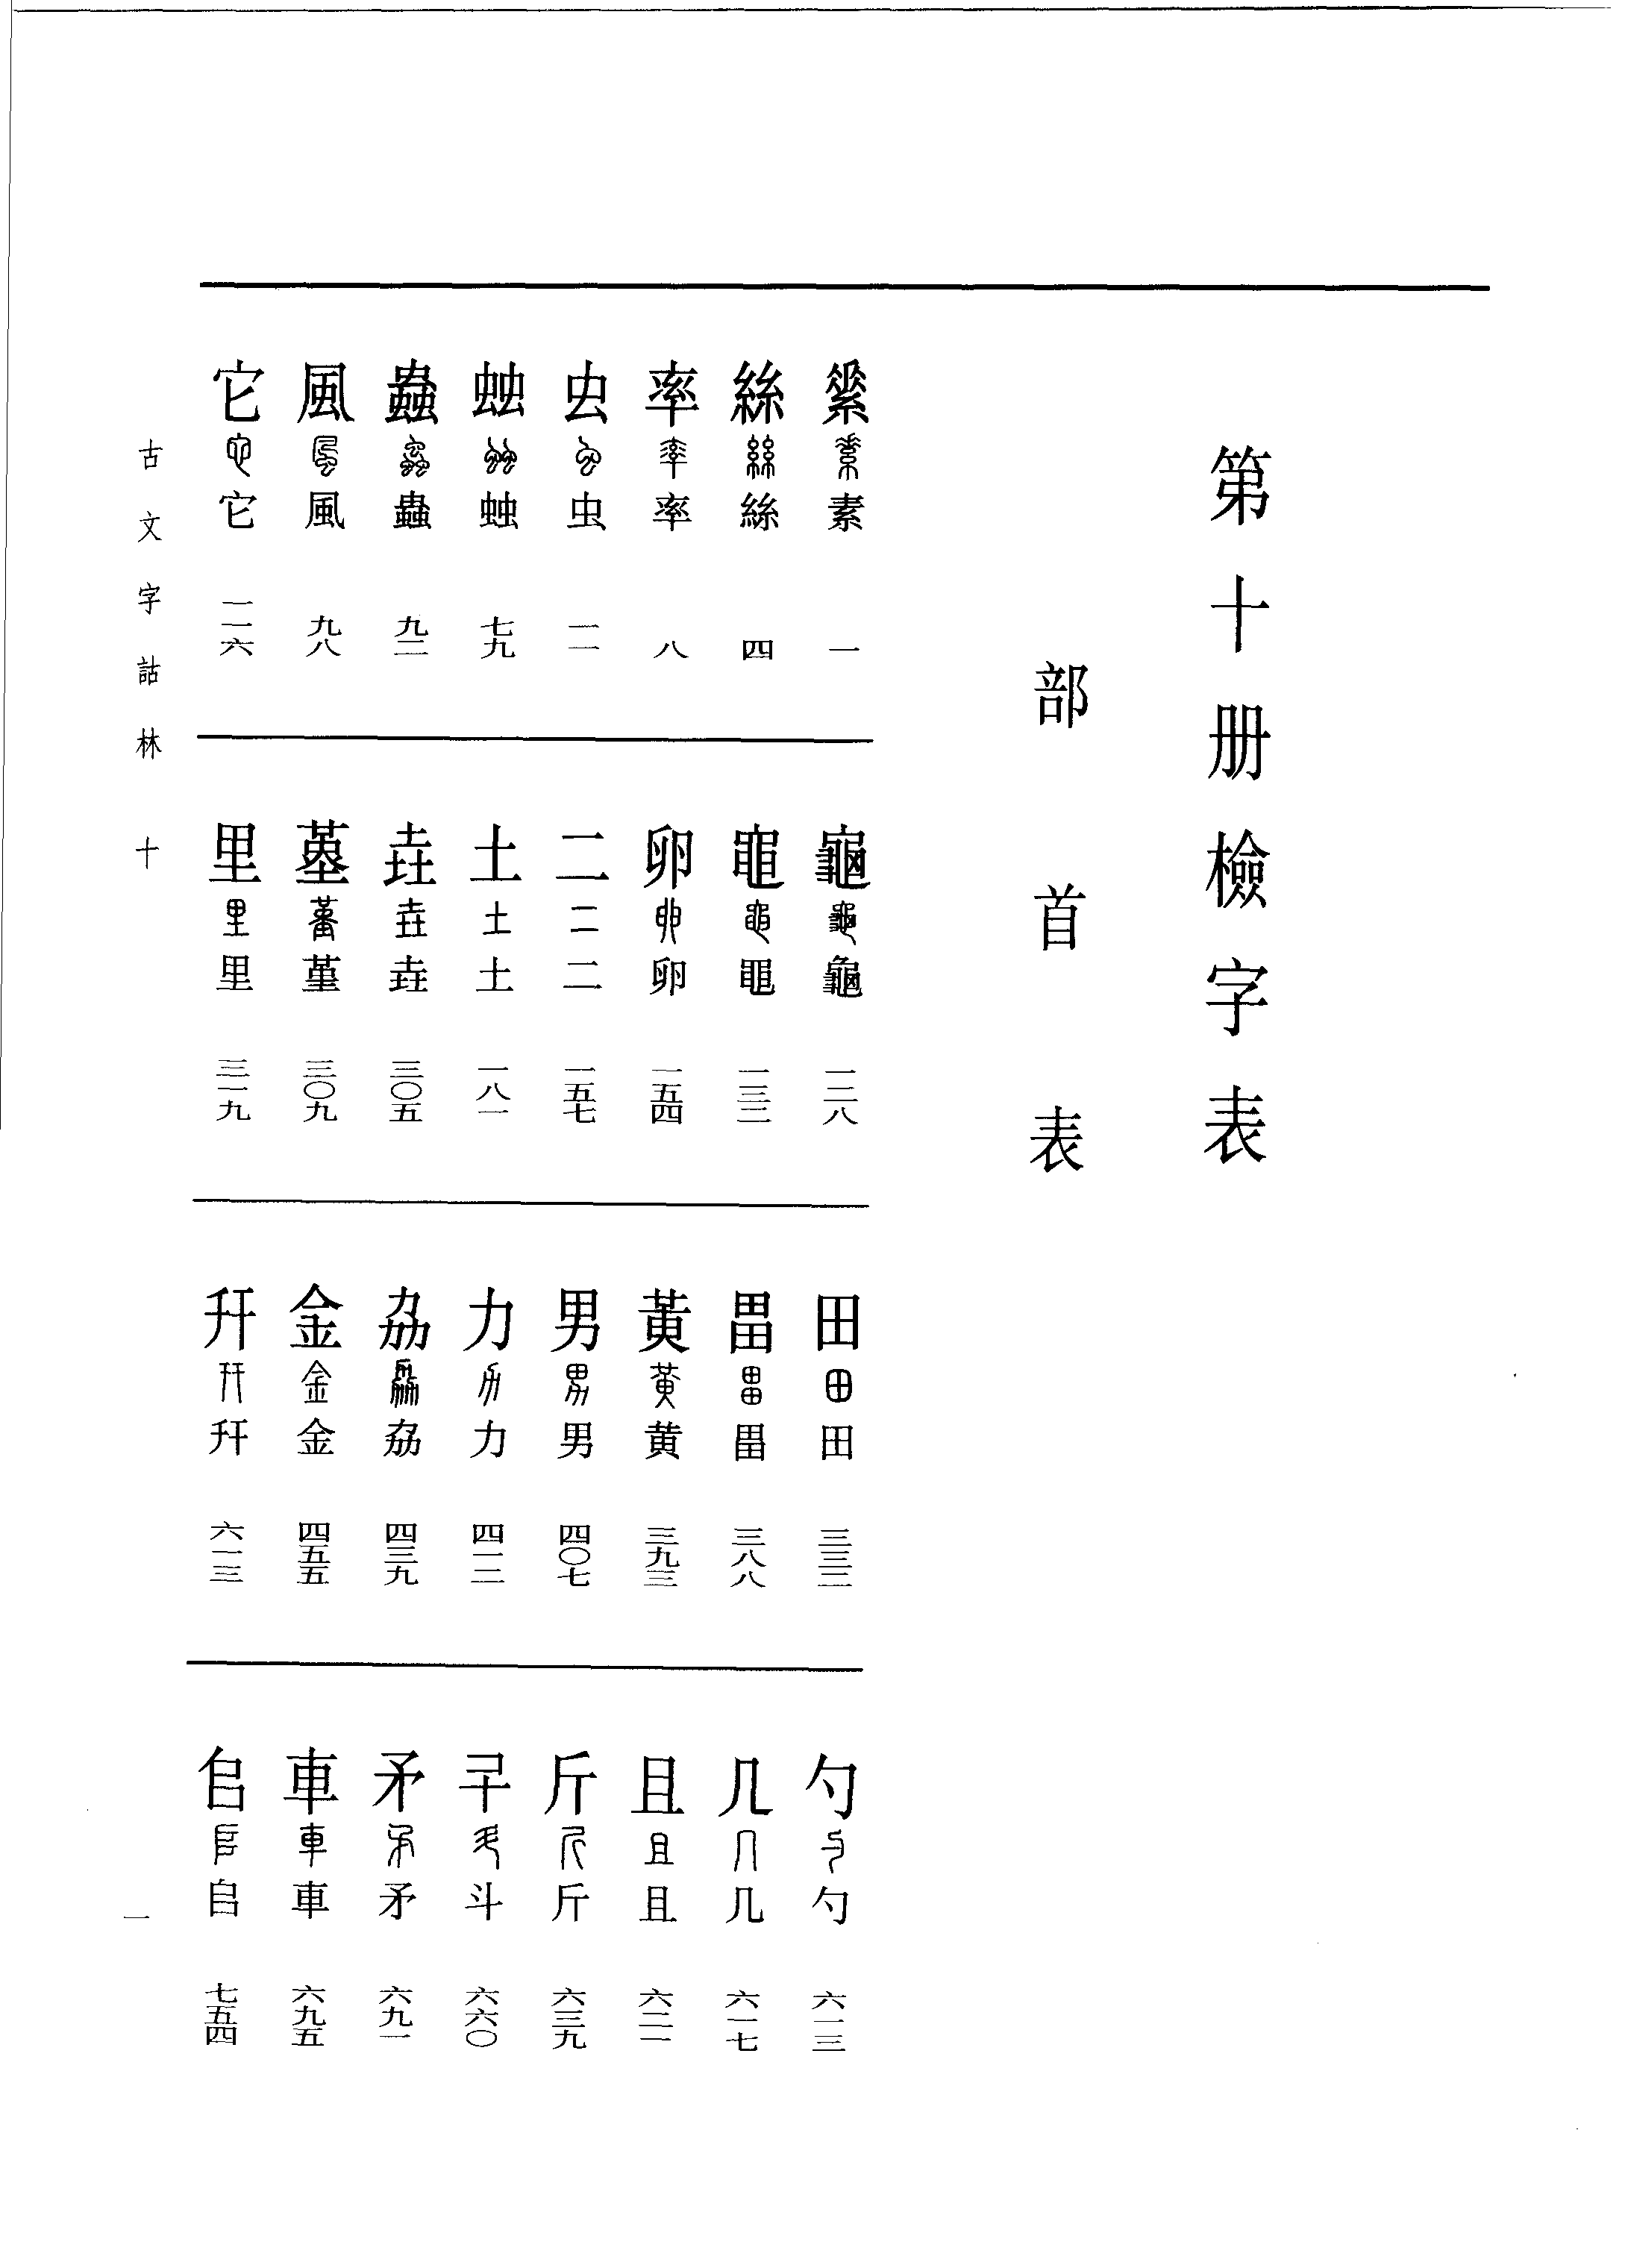 第十册檢字表
部首表
素 素 一
絲 絲 四
率 率 八
虫 虫 一一
䖵 䖵 七九
蟲 蟲 九二
風 風 九八
它 它 一一六
龜 龜 一二八
黽 黽 一三二
卵 卵 一五四
二 二 一五七
土 土 一八一
垚 垚 三〇五
堇 堇 三〇九
里 里 三一九
田 田 三三二
畕 畕 三八八
黃 黄 三九三
男 男 四〇七
力 力 四一二
劦 劦 四三九
金 金 四五五
幵 幵 六一三
勺 勺 六一三
几 几 六一七
且 且 六二一
斤 斤 六三九
斗 六六〇
矛 矛 六九一
車 車 六九五
𠂤 𠂤 七五四
古文字詁林 十
一